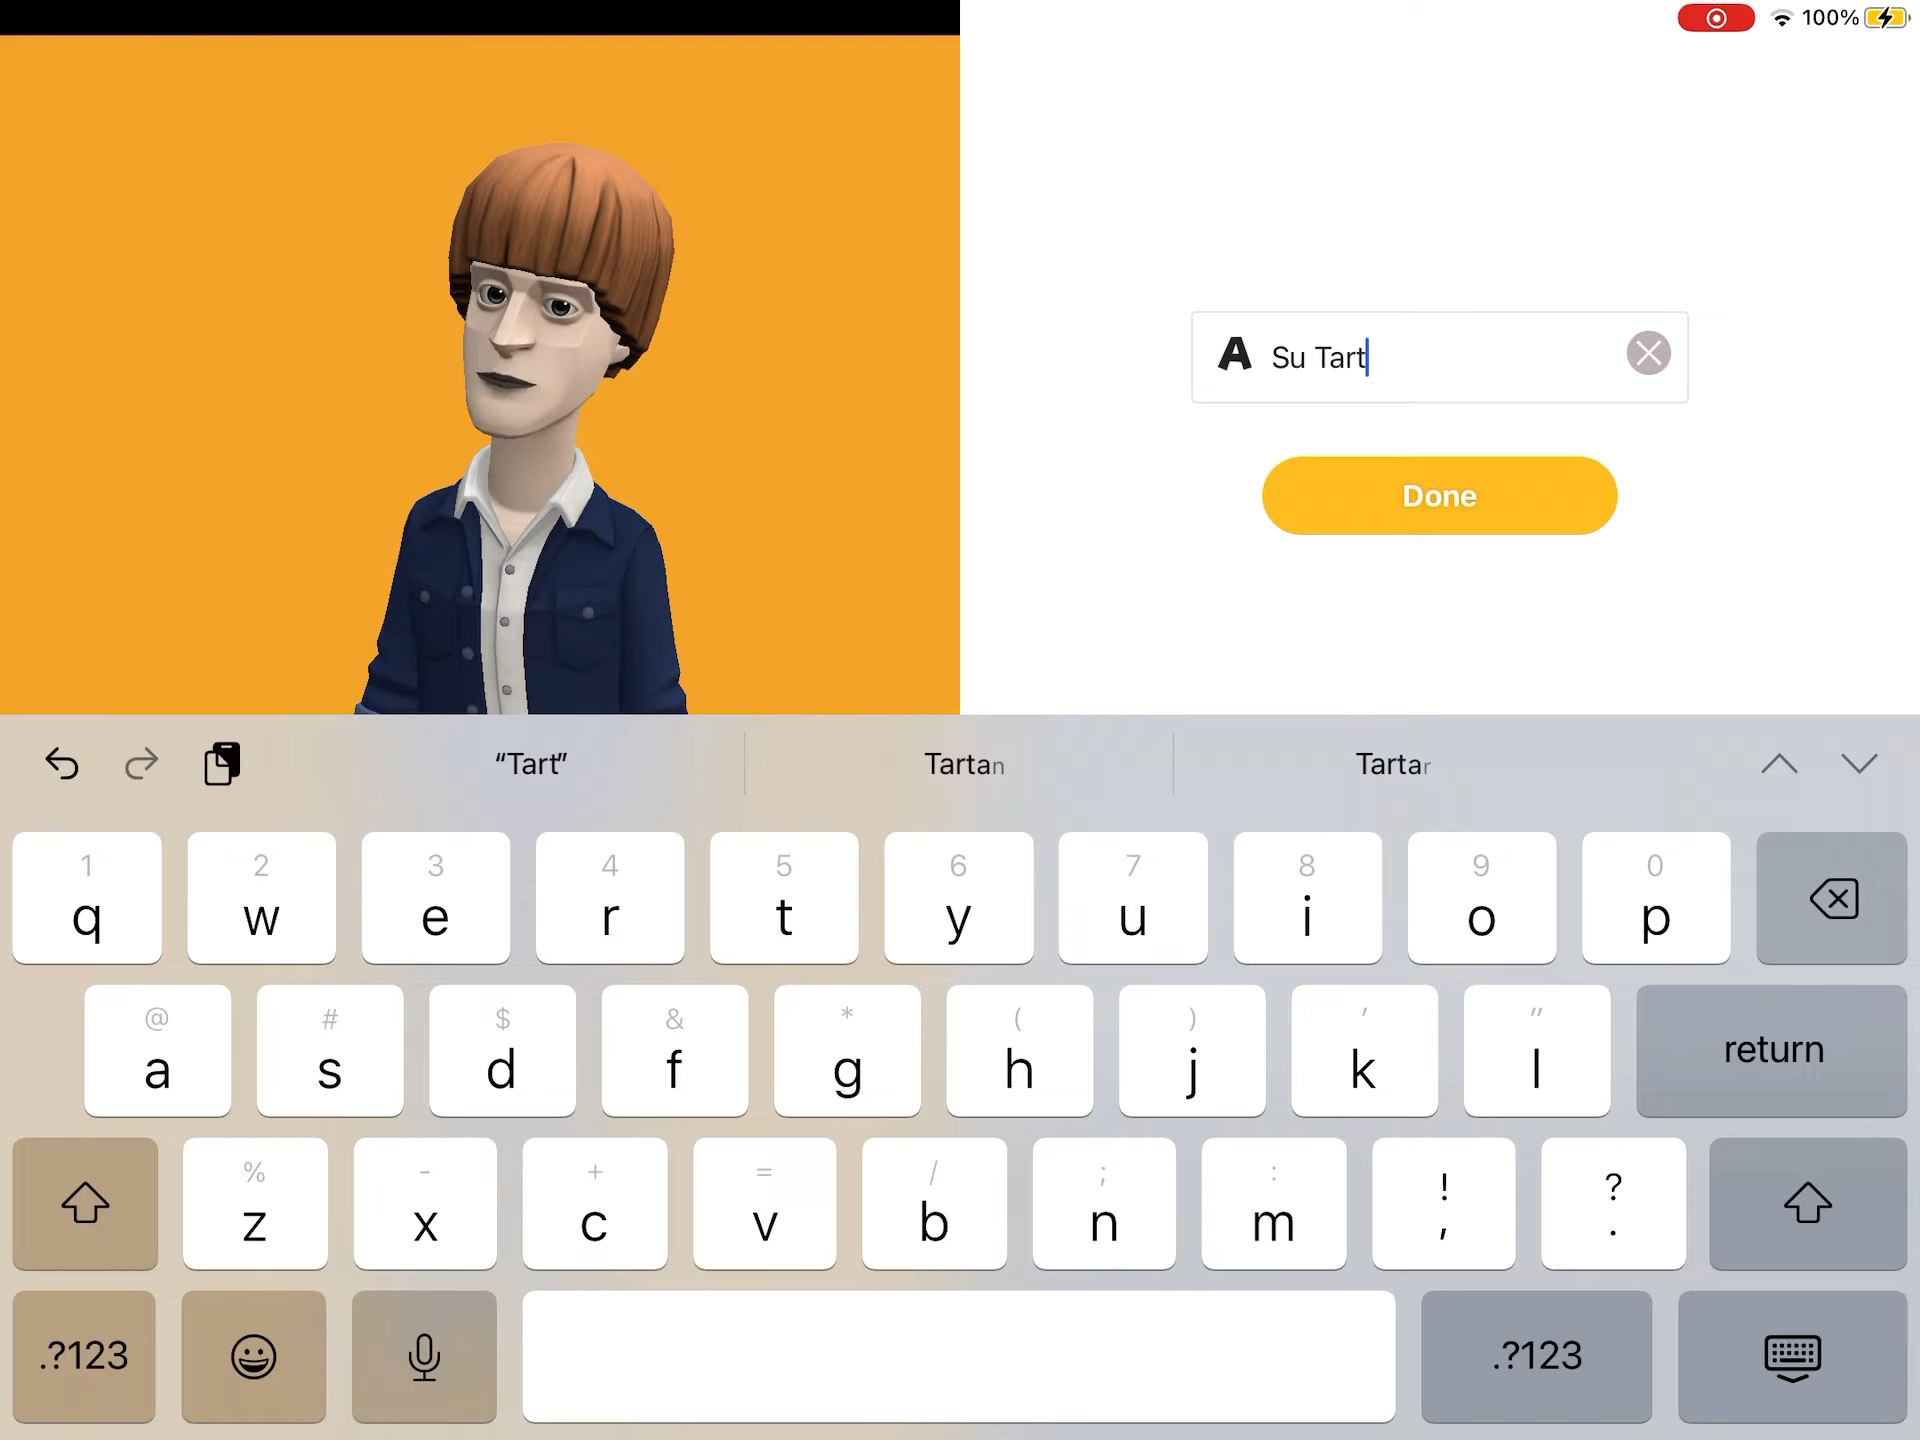 100%
A Su Tart
Done
“Tart” Tartan Tartar
1 2 3 4 5 6 7 8 9 0
q w e r t y u i o p
@ # $ & * ( ) ' "
a s d f g h j k l return
% - + = / ; : ! ?
z x c v b n m , .
.?123 .?123